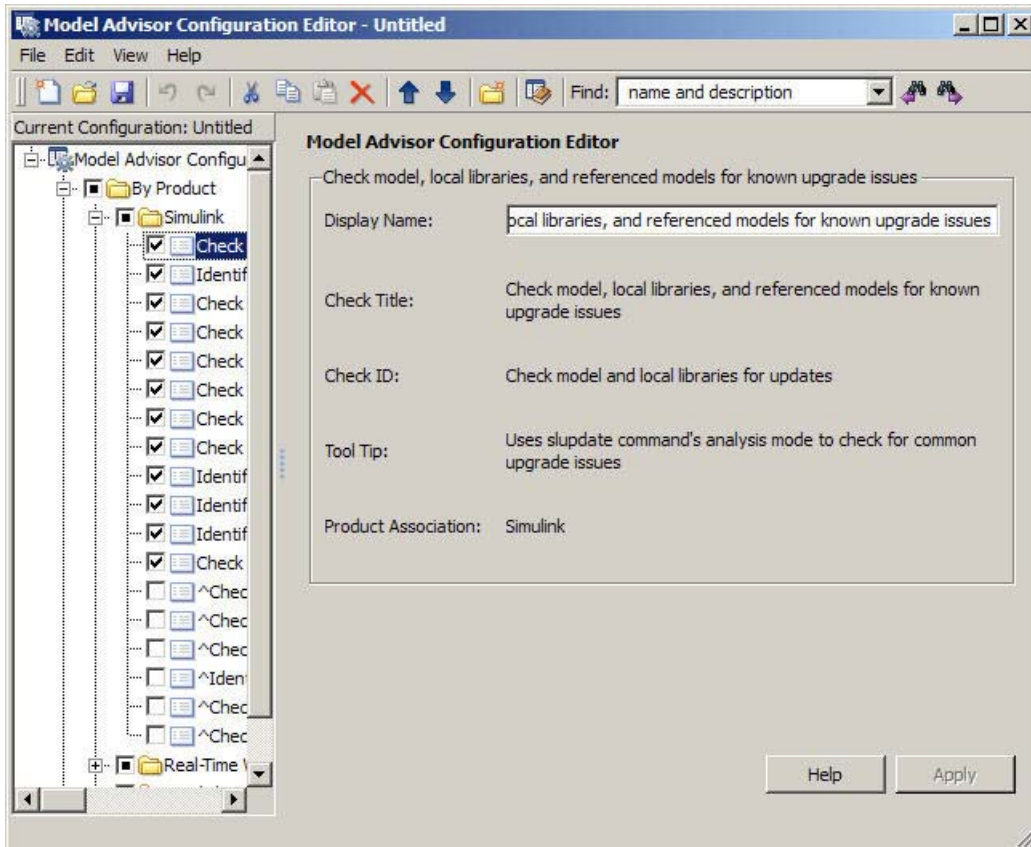 Model Advisor Configuration Editor - Untitled
File Edit View Help
Find: name and description
Current Configuration: Untitled
Model Advisor Configu
By Product
Simulink
Check
Identif
Check
Check
Check
Check
Check
Check
Identif
Identif
Identif
Check
^Chec
^Chec
^Chec
^Iden
^Chec
^Chec
Real-Time
Model Advisor Configuration Editor
Check model, local libraries, and referenced models for known upgrade issues
Display Name: ocal libraries, and referenced models for known upgrade issues
Check Title: Check model, local libraries, and referenced models for known
upgrade issues
Check ID: Check model and local libraries for updates
Tool Tip: Uses slupdate command's analysis mode to check for common
upgrade issues
Product Association: Simulink
Help Apply